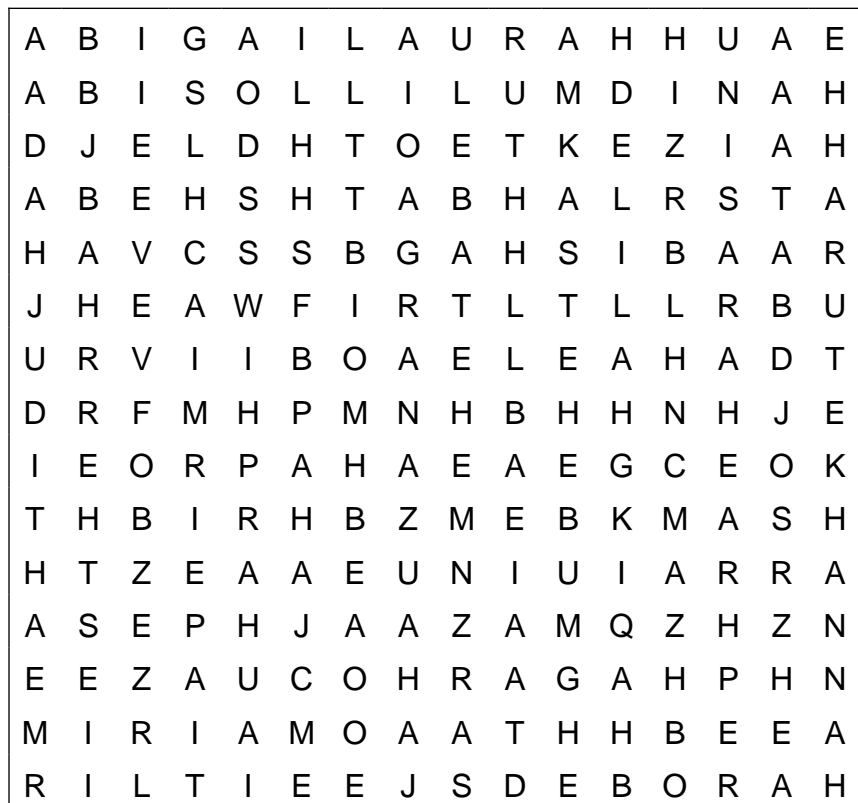 A B I G A I L A U R A H H U A E
A B I S O L L I L U M D I N A H
D J E L D H T O E T K E Z I A H
A B E H S H T A B H A L R S T A
H A V C S S B G A H S I B A A R
J H E A W F I R T L T L L R B U
U R V I I B O A E L E A H A D T
D R F M H P M N H B H H N H J E
I E O R P A H A E A E G C E O K
T H B I R H B Z M E B K M A S H
H T Z E A A E U N I U I A R R A
A S E P H J A A Z A M Q Z H Z N
E E Z A U C O H R A G A H P H N
M I R I A M O A A T H H B E E A
R I L T I E E J S D E B O R A H